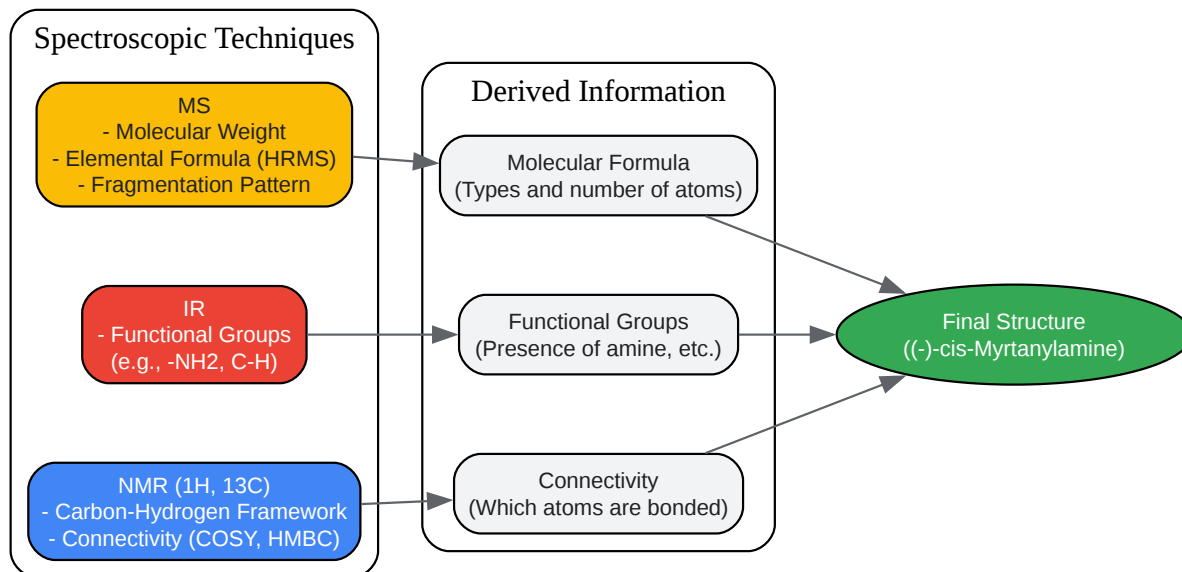 Spectroscopic Techniques
MS
- Molecular Weight
- Elemental Formula (HRMS)
- Fragmentation Pattern
IR
- Functional Groups
(e.g., -NH2, C-H)
NMR (1H, 13C)
- Carbon-Hydrogen Framework
- Connectivity (COSY, HMBC)
Derived Information
Molecular Formula
(Types and number of atoms)
Functional Groups
(Presence of amine, etc.)
Connectivity
(Which atoms are bonded)
Final Structure
((-)-cis-Myrtanylamine)